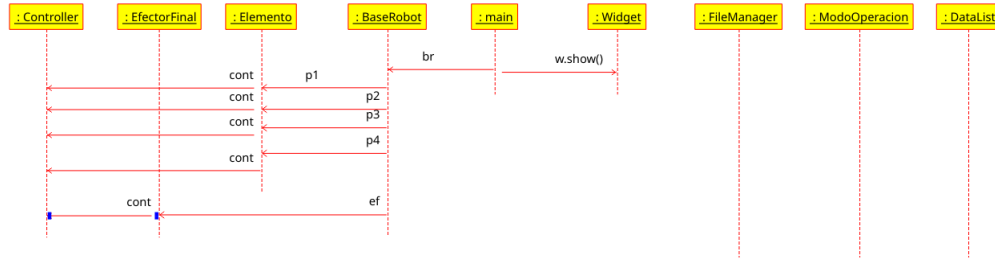 : Controller : EfectorFinal : Elemento : BaseRobot : main : Widget : FileManager : ModoOperacion : DataList
br w.show()
cont p1
cont p2
cont p3
p4
cont
cont ef